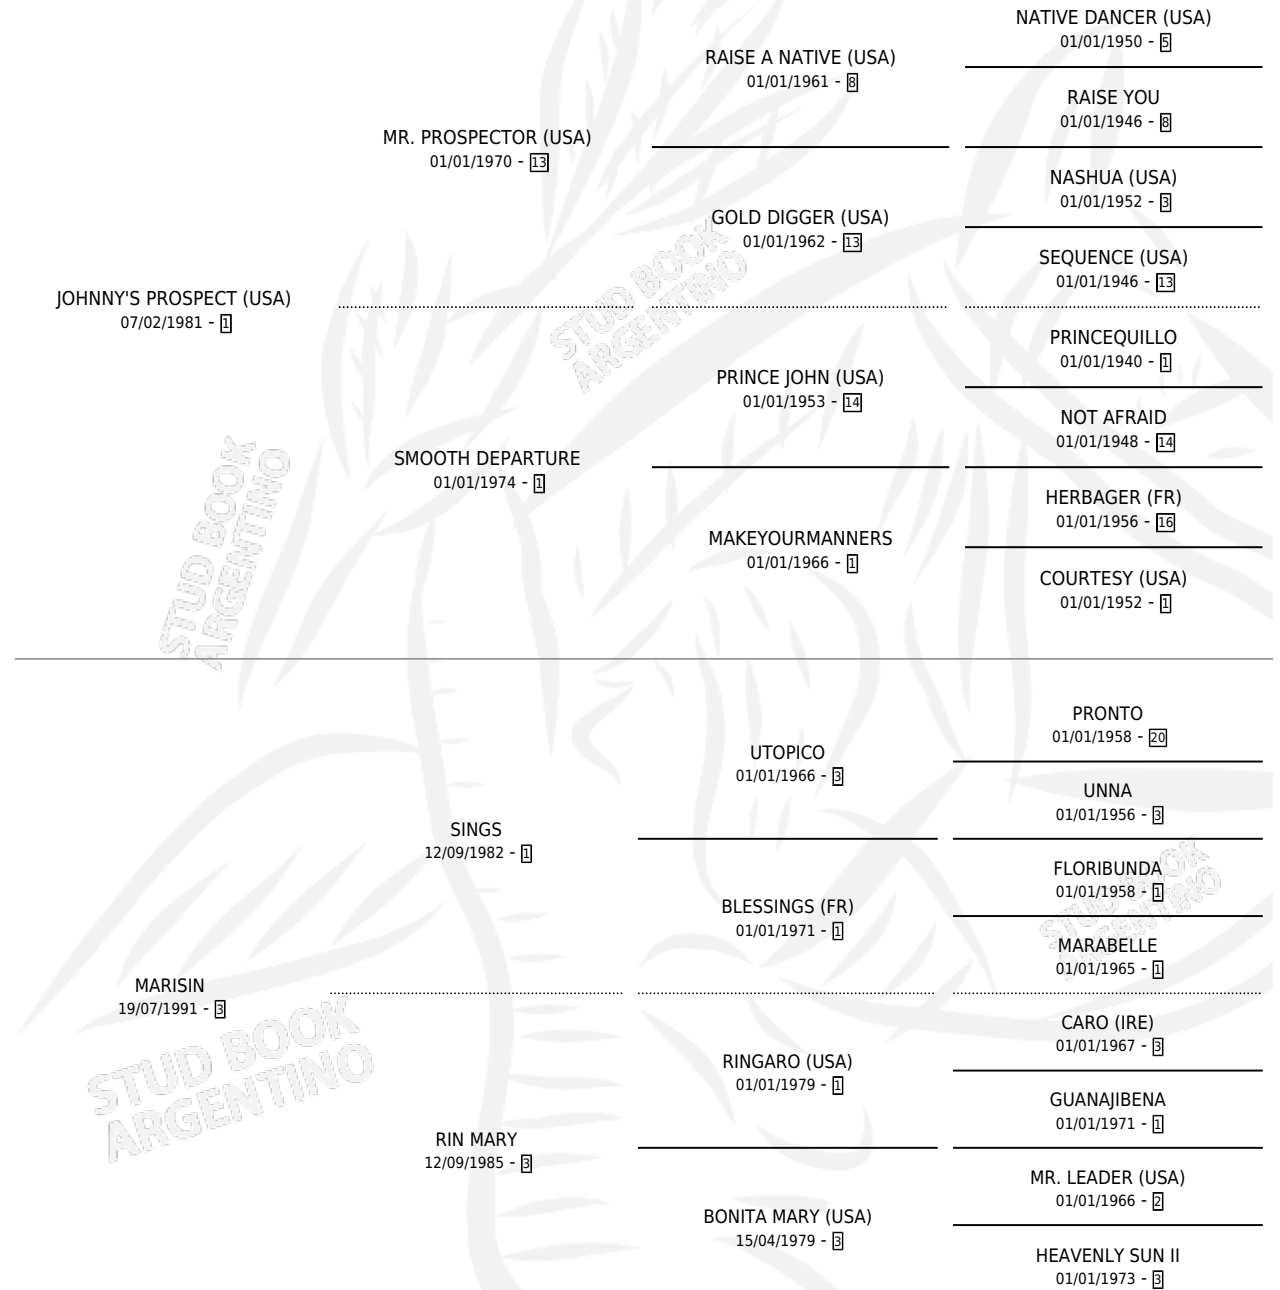 NATIVE DANCER (USA)
01/01/1950 - 5
RAISE A NATIVE (USA)
01/01/1961 - 8
RAISE YOU
01/01/1946 - 8
MR. PROSPECTOR (USA)
01/01/1970 - 13
NASHUA (USA)
01/01/1952 - 3
GOLD DIGGER (USA)
01/01/1962 - 13
SEQUENCE (USA)
01/01/1946 - 13
JOHNNY'S PROSPECT (USA)
07/02/1981 - 1
PRINCEQUILLO
01/01/1940 - 1
PRINCE JOHN (USA)
01/01/1953 - 14
NOT AFRAID
01/01/1948 - 14
SMOOTH DEPARTURE
01/01/1974 - 1
HERBAGER (FR)
01/01/1956 - 16
MAKEYOURMANNERS
01/01/1966 - 1
COURTESY (USA)
01/01/1952 - 1
PRONTO
01/01/1958 - 20
UTOPICO
01/01/1966 - 3
UNNA
01/01/1956 - 3
SINGS
12/09/1982 - 1
FLORIBUNDA
01/01/1958 - 1
BLESSINGS (FR)
01/01/1971 - 1
MARABELLE
01/01/1965 - 1
MARISIN
19/07/1991 - 3
CARO (IRE)
01/01/1967 - 3
RINGARO (USA)
01/01/1979 - 1
GUANAJIBENA
01/01/1971 - 1
RIN MARY
12/09/1985 - 3
MR. LEADER (USA)
01/01/1966 - 2
BONITA MARY (USA)
15/04/1979 - 3
HEAVENLY SUN II
01/01/1973 - 3
STUD BOOK
ARGENTINO
STUD BOOK
ARGENTINO
STUD BOOK
ARGENTINO
STUD BOOK
ARGENTINO